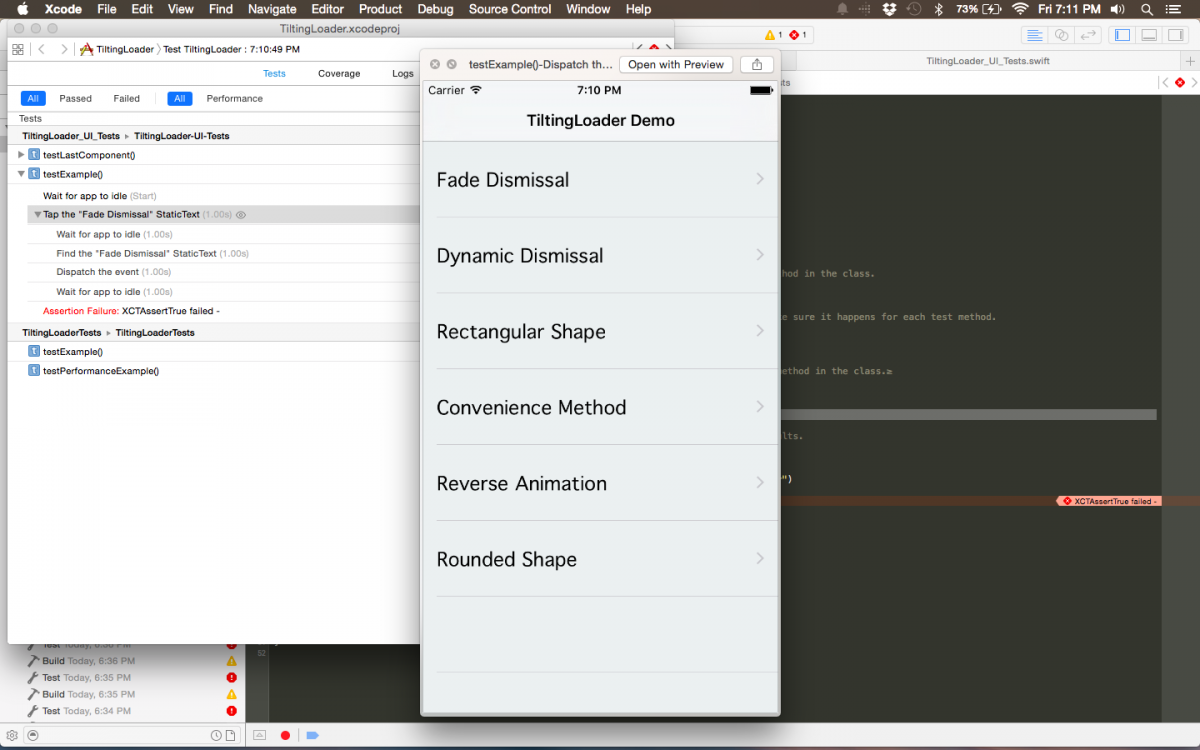 Xcode File Edit View Find Navigate Editor Product Debug Source Control Window Help 73% Fri 7:11 PM
TiltingLoader.xcodeproj
TiltingLoader Test TiltingLoader : 7:10:49 PM
1 1
Tests Coverage Logs
TiltingLoader_UI_Tests.swift
All Passed Failed All Performance
Tests
TiltingLoader_UI_Tests TiltingLoader-UI-Tests
t testLastComponent()
t testExample()
Wait for app to idle (Start)
Tap the "Fade Dismissal" StaticText (1.00s)
Wait for app to idle (1.00s)
Find the "Fade Dismissal" StaticText (1.00s)
Dispatch the event (1.00s)
Wait for app to idle (1.00s)
Assertion Failure: XCTAssertTrue failed -
TiltingLoaderTests TiltingLoaderTests
t testExample()
t testPerformanceExample()
testExample()-Dispatch th... Open with Preview
Carrier 7:10 PM
TiltingLoader Demo
Fade Dismissal
Dynamic Dismissal
Rectangular Shape
Convenience Method
Reverse Animation
Rounded Shape
hod in the class.
e sure it happens for each test method.
ethod in the class.≥
lts.
")
XCTAssertTrue failed -
52
Test Today, 6:36 PM
Build Today, 6:36 PM
Test Today, 6:35 PM
Build Today, 6:35 PM
Test Today, 6:34 PM